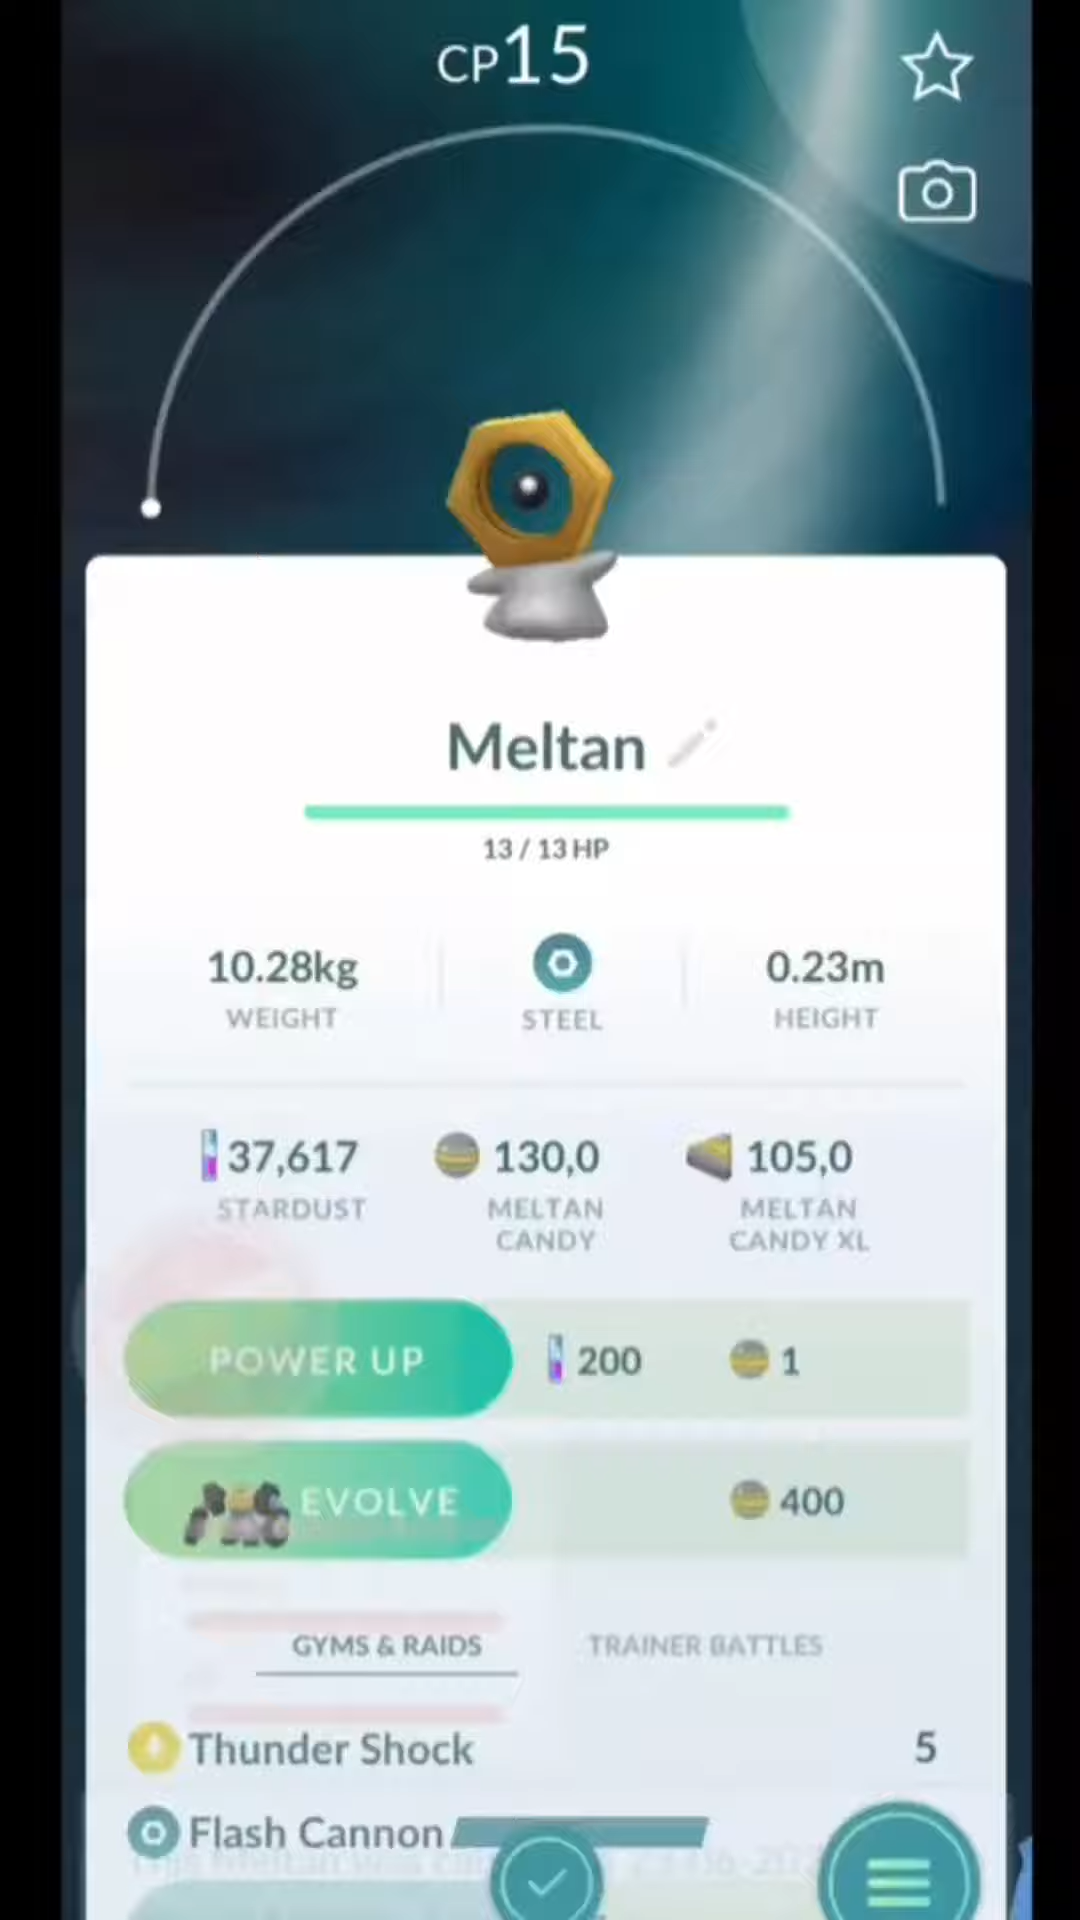 CP15
Meltan
13 / 13 HP
10.28kg
WEIGHT
STEEL
0.23m
HEIGHT
37,617
STARDUST
130,0
MELTAN
CANDY
105,0
MELTAN
CANDY XL
POWER UP
200
1
EVOLVE
400
GYMS & RAIDS
TRAINER BATTLES
Thunder Shock
5
Flash Cannon